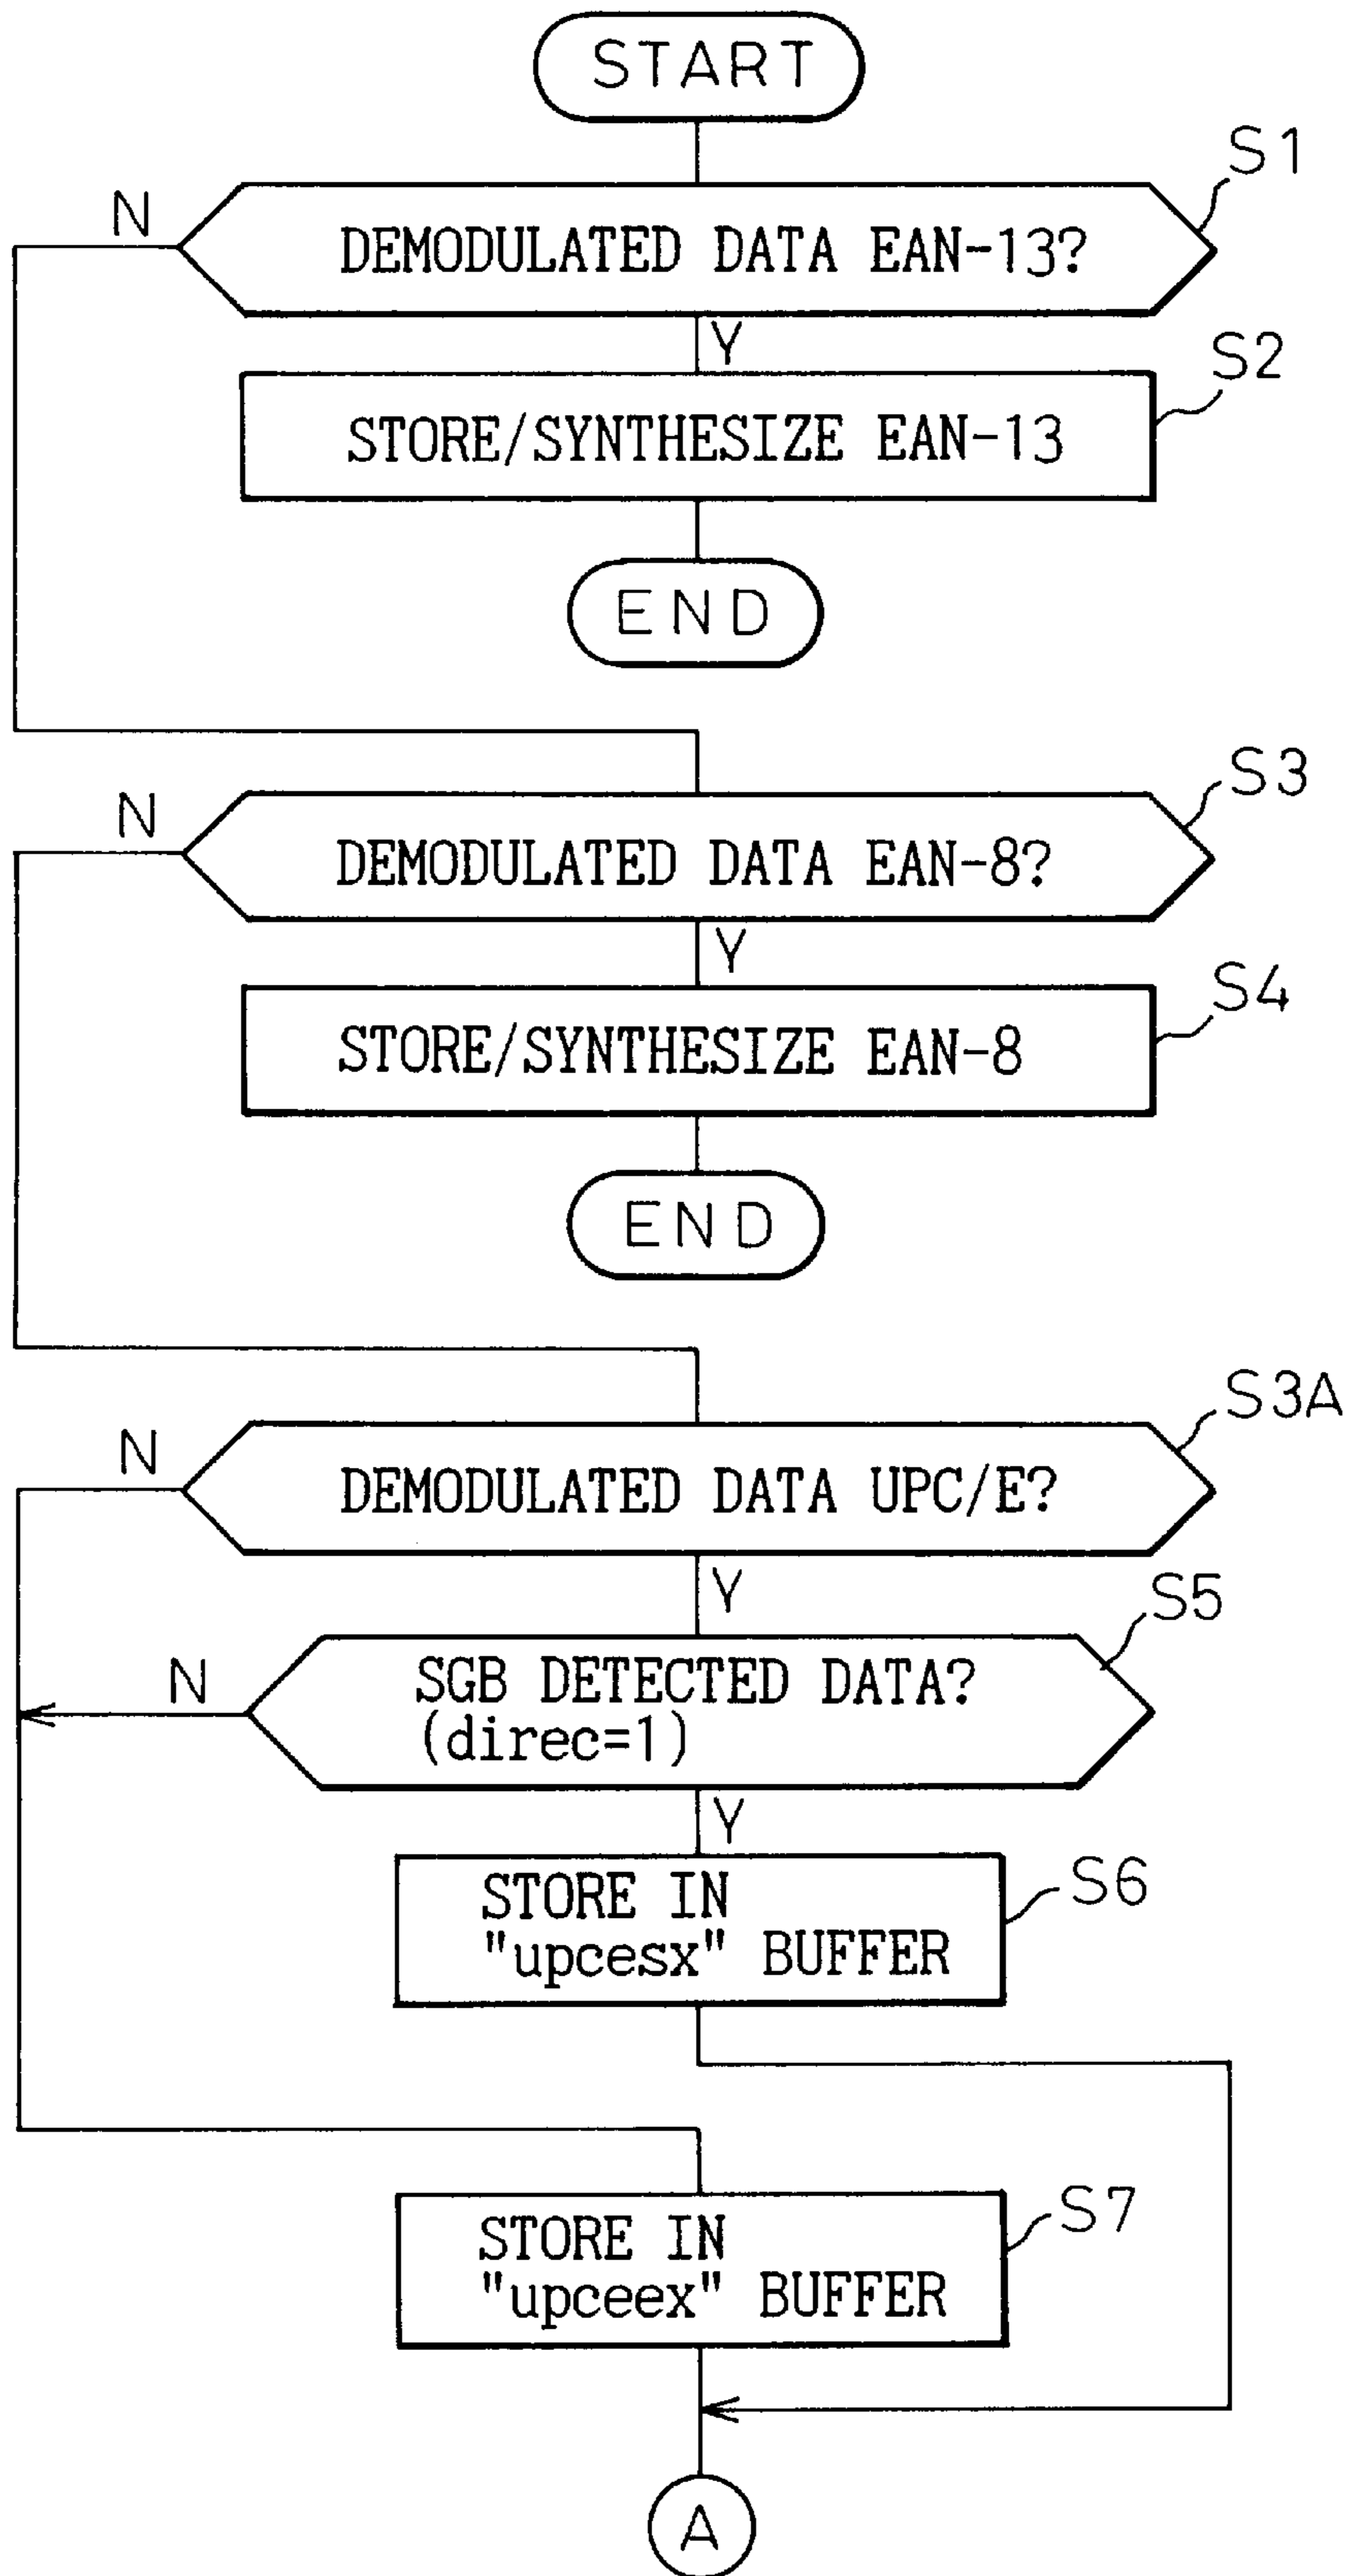 START
S1
N
DEMODULATED DATA EAN-13?
Y
S2
STORE/SYNTHESIZE EAN-13
END
S3
N
DEMODULATED DATA EAN-8?
Y
S4
STORE/SYNTHESIZE EAN-8
END
S3A
N
DEMODULATED DATA UPC/E?
Y
S5
N
SGB DETECTED DATA?
(direc=1)
Y
S6
STORE IN
"upcesx" BUFFER
S7
STORE IN
"upceex" BUFFER
A